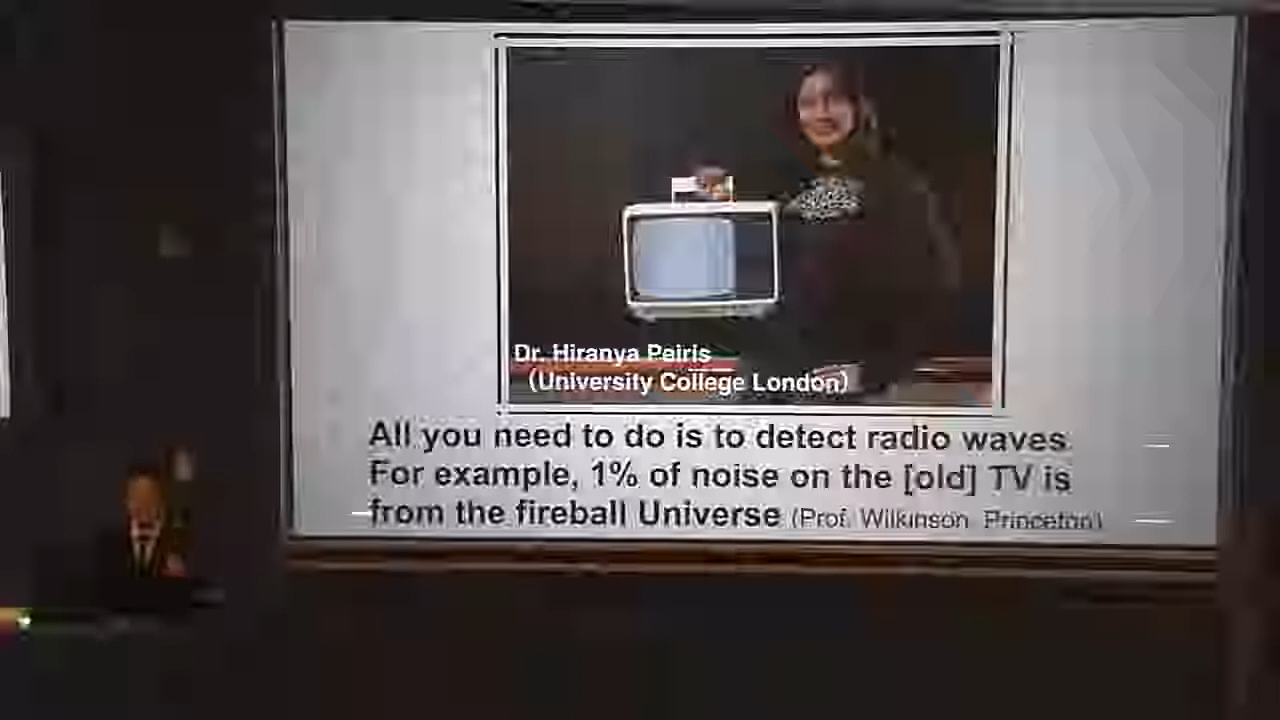 Dr. Hiranya Peiris
(University College London)
All you need to do is to detect radio waves.
For example, 1% of noise on the [old] TV is
from the fireball Universe (Prof. Wilkinson, Princeton)